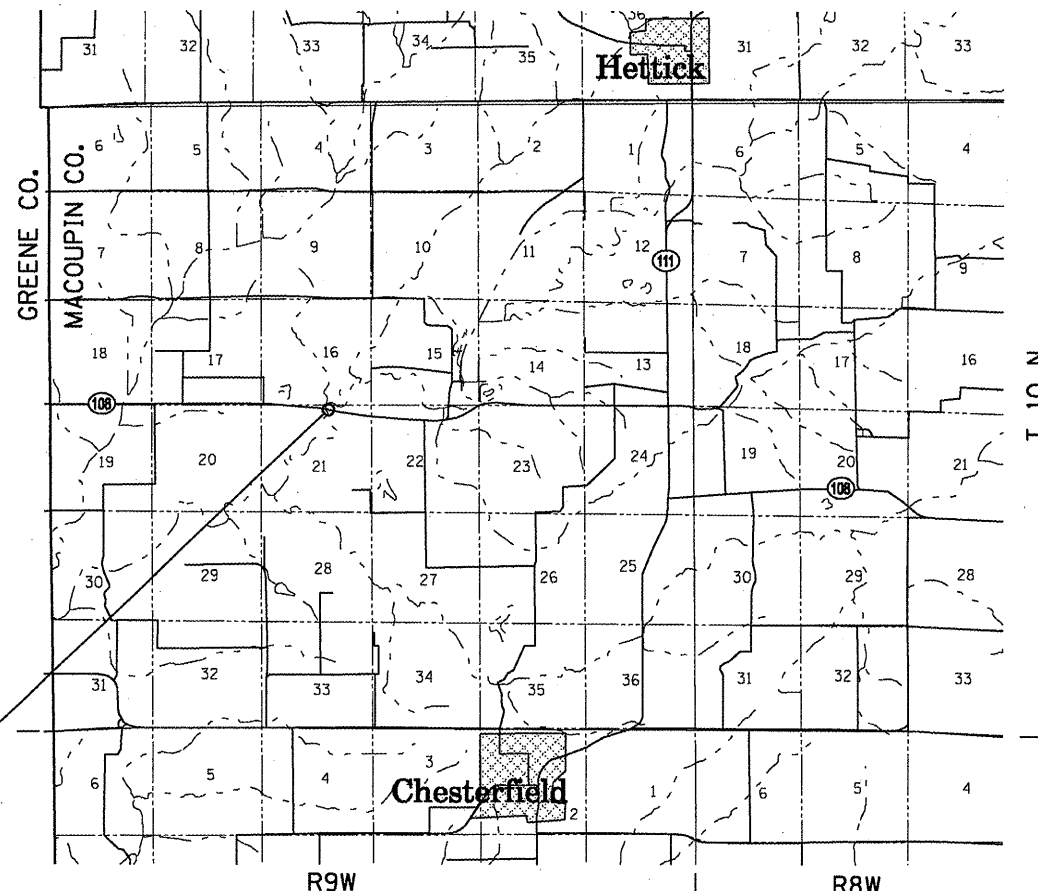 31 32 33 34 35 36 31 32 33
Hettick
6 5 4 3 2 1 6 5 4
GREENE CO.
MACOUPIN CO.
7 8 9 10 11 12 7 8 9
111
18 17 16 15 14 13 18 17 16
T 10 N
108
19 20 21 22 23 24 19 20 21
108
30 29 28 27 26 25 30 29 28
31 32 33 34 35 36 31 32 33
6 5 4 3 2 1 6 5 4
Chesterfield
R9W
R8W